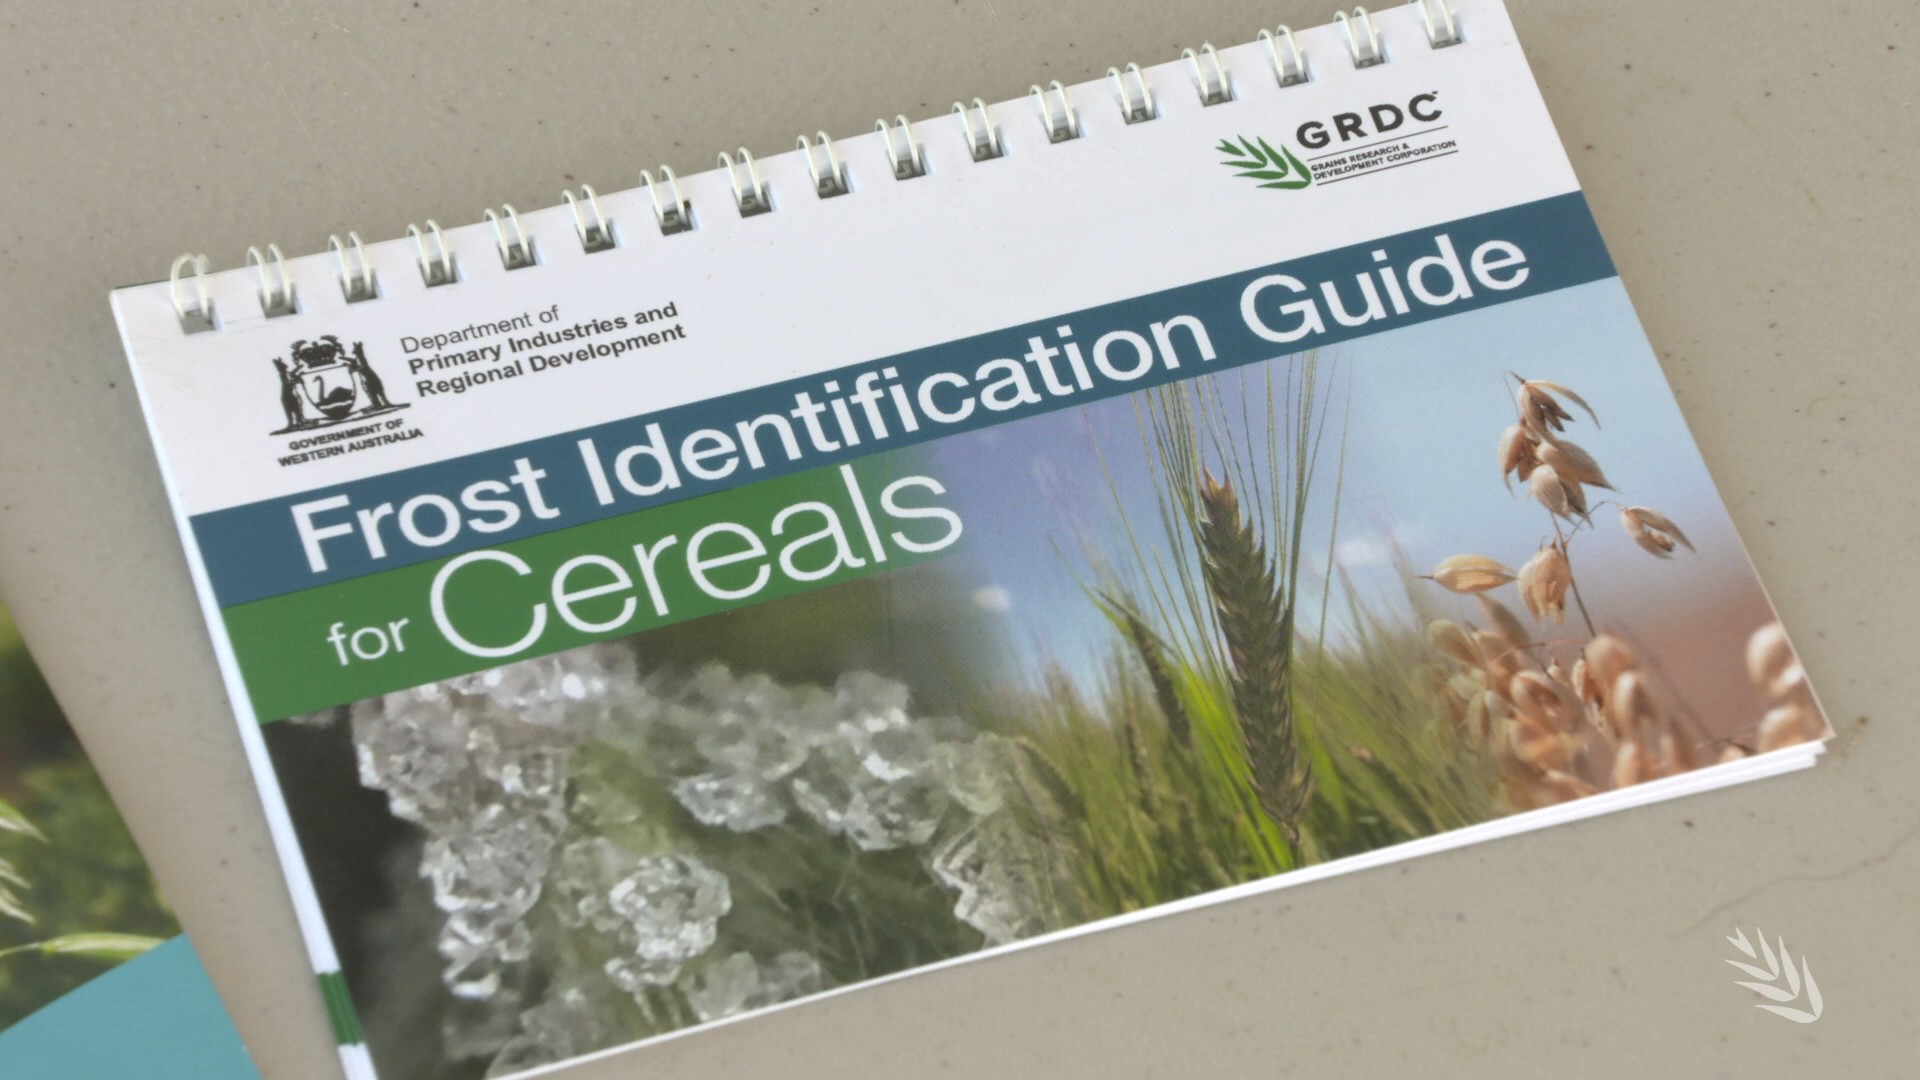 GRDC™
GRAINS RESEARCH &
DEVELOPMENT CORPORATION
Department of
Primary Industries and
Regional Development
GOVERNMENT OF
WESTERN AUSTRALIA
Frost Identification Guide
for Cereals